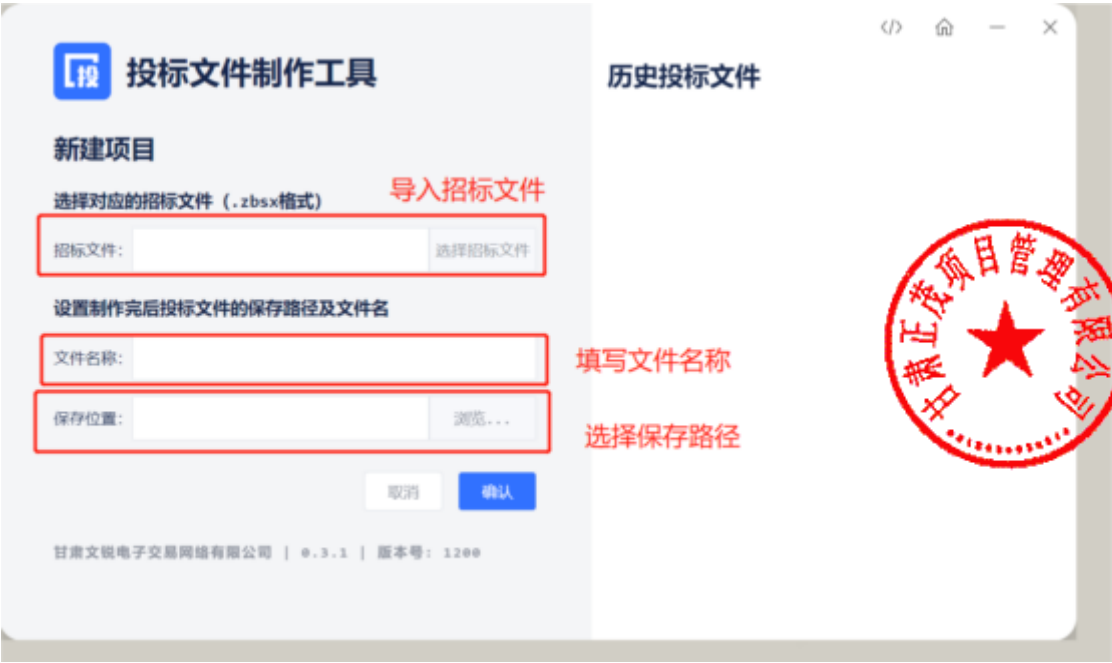 投
投标文件制作工具
历史投标文件
新建项目
导入招标文件
选择对应的招标文件（.zbsx格式）
招标文件：
选择招标文件
设置制作完后投标文件的保存路径及文件名
文件名称：
填写文件名称
保存位置：
浏览...
选择保存路径
取消
确认
甘肃文锐电子交易网络有限公司 | 0.3.1 | 版本号：1200
甘肃正茂项目管理有限公司